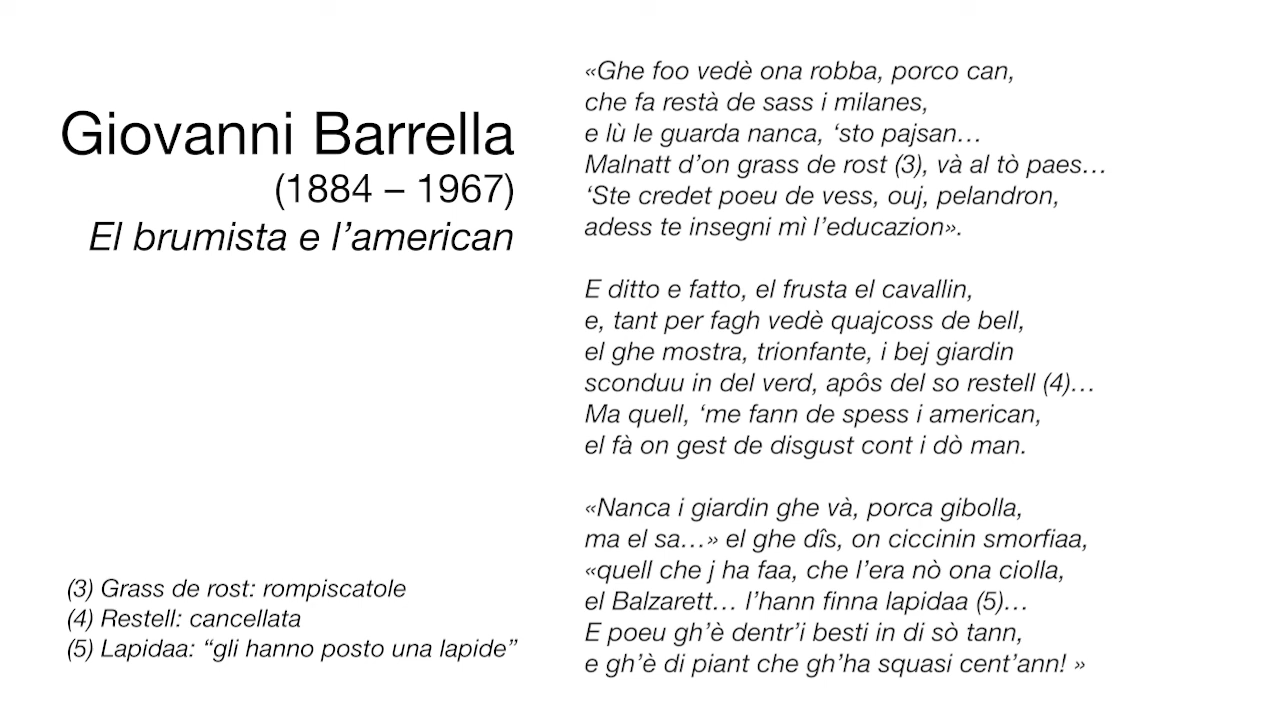 Giovanni Barrella
(1884 – 1967)
El brumista e l’american
«Ghe foo vedè ona robba, porco can,
che fa restà de sass i milanes,
e lù le guarda nanca, ‘sto pajsan…
Malnatt d’on grass de rost (3), và al tò paes…
‘Ste credet poeu de vess, ouj, pelandron,
adess te insegni mì l’educazion».
E ditto e fatto, el frusta el cavallin,
e, tant per fagh vedè quajcoss de bell,
el ghe mostra, trionfante, i bej giardin
sconduu in del verd, apôs del so restell (4)…
Ma quell, ‘me fann de spess i american,
el fà on gest de disgust cont i dò man.
«Nanca i giardin ghe và, porca gibolla,
ma el sa…» el ghe dîs, on ciccinin smorfiaa,
«quell che j ha faa, che l’era nò ona ciolla,
el Balzarett… l’hann finna lapidaa (5)…
E poeu gh’è dentr’i besti in di sò tann,
e gh’è di piant che gh’ha squasi cent’ann! »
(3) Grass de rost: rompiscatole
(4) Restell: cancellata
(5) Lapidaa: “gli hanno posto una lapide”